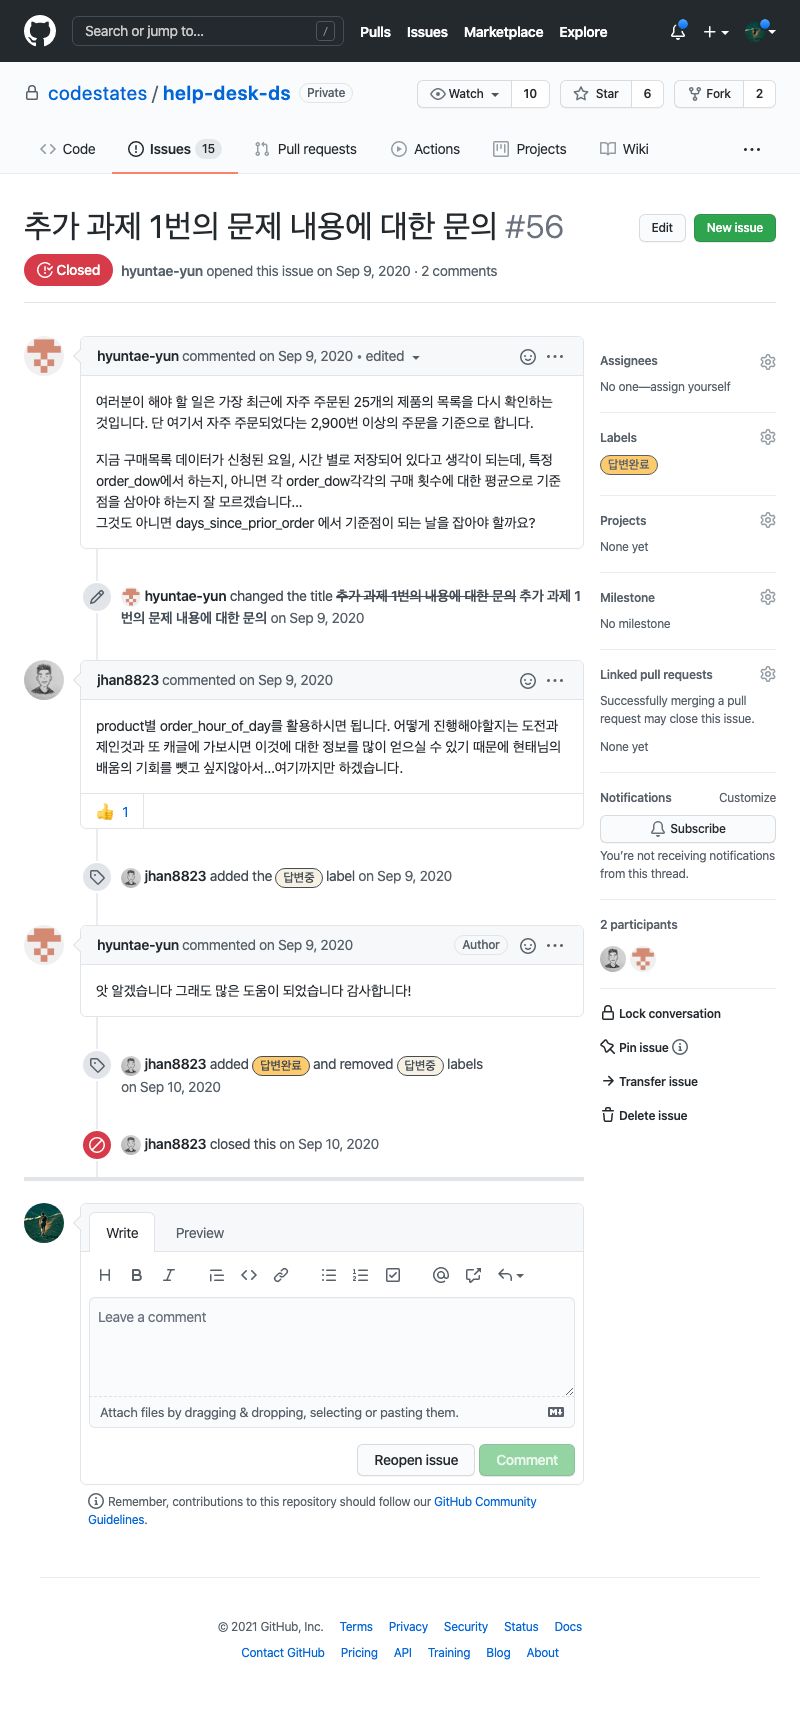 Search or jump to...
/
Pulls
Issues
Marketplace
Explore
codestates / help-desk-ds
Private
Watch
10
Star
6
Fork
2
Code
Issues 15
Pull requests
Actions
Projects
Wiki
추가 과제 1번의 문제 내용에 대한 문의 #56
Edit
New issue
Closed
hyuntae-yun opened this issue on Sep 9, 2020 · 2 comments
hyuntae-yun commented on Sep 9, 2020 • edited
여러분이 해야 할 일은 가장 최근에 자주 주문된 25개의 제품의 목록을 다시 확인하는
것입니다. 단 여기서 자주 주문되었다는 2,900번 이상의 주문을 기준으로 합니다.
지금 구매목록 데이터가 신청된 요일, 시간 별로 저장되어 있다고 생각이 되는데, 특정
order_dow에서 하는지, 아니면 각 order_dow각각의 구매 횟수에 대한 평균으로 기준
점을 삼아야 하는지 잘 모르겠습니다...
그것도 아니면 days_since_prior_order 에서 기준점이 되는 날을 잡아야 할까요?
hyuntae-yun changed the title 추가 과제 1번의 내용에 대한 문의 추가 과제 1
번의 문제 내용에 대한 문의 on Sep 9, 2020
jhan8823 commented on Sep 9, 2020
product별 order_hour_of_day를 활용하시면 됩니다. 어떻게 진행해야할지는 도전과
제인것과 또 캐글에 가보시면 이것에 대한 정보를 많이 얻으실 수 있기 때문에 현태님의
배움의 기회를 뺏고 싶지않아서...여기까지만 하겠습니다.
👍 1
jhan8823 added the 답변중 label on Sep 9, 2020
hyuntae-yun commented on Sep 9, 2020
Author
앗 알겠습니다 그래도 많은 도움이 되었습니다 감사합니다!
jhan8823 added 답변완료 and removed 답변중 labels
on Sep 10, 2020
jhan8823 closed this on Sep 10, 2020
Write
Preview
H B I
Leave a comment
Attach files by dragging & dropping, selecting or pasting them.
Reopen issue
Comment
Remember, contributions to this repository should follow our GitHub Community
Guidelines.
Assignees
No one—assign yourself
Labels
답변완료
Projects
None yet
Milestone
No milestone
Linked pull requests
Successfully merging a pull
request may close this issue.
None yet
Notifications
Customize
Subscribe
You're not receiving notifications
from this thread.
2 participants
Lock conversation
Pin issue
Transfer issue
Delete issue
© 2021 GitHub, Inc.
Terms
Privacy
Security
Status
Docs
Contact GitHub
Pricing
API
Training
Blog
About